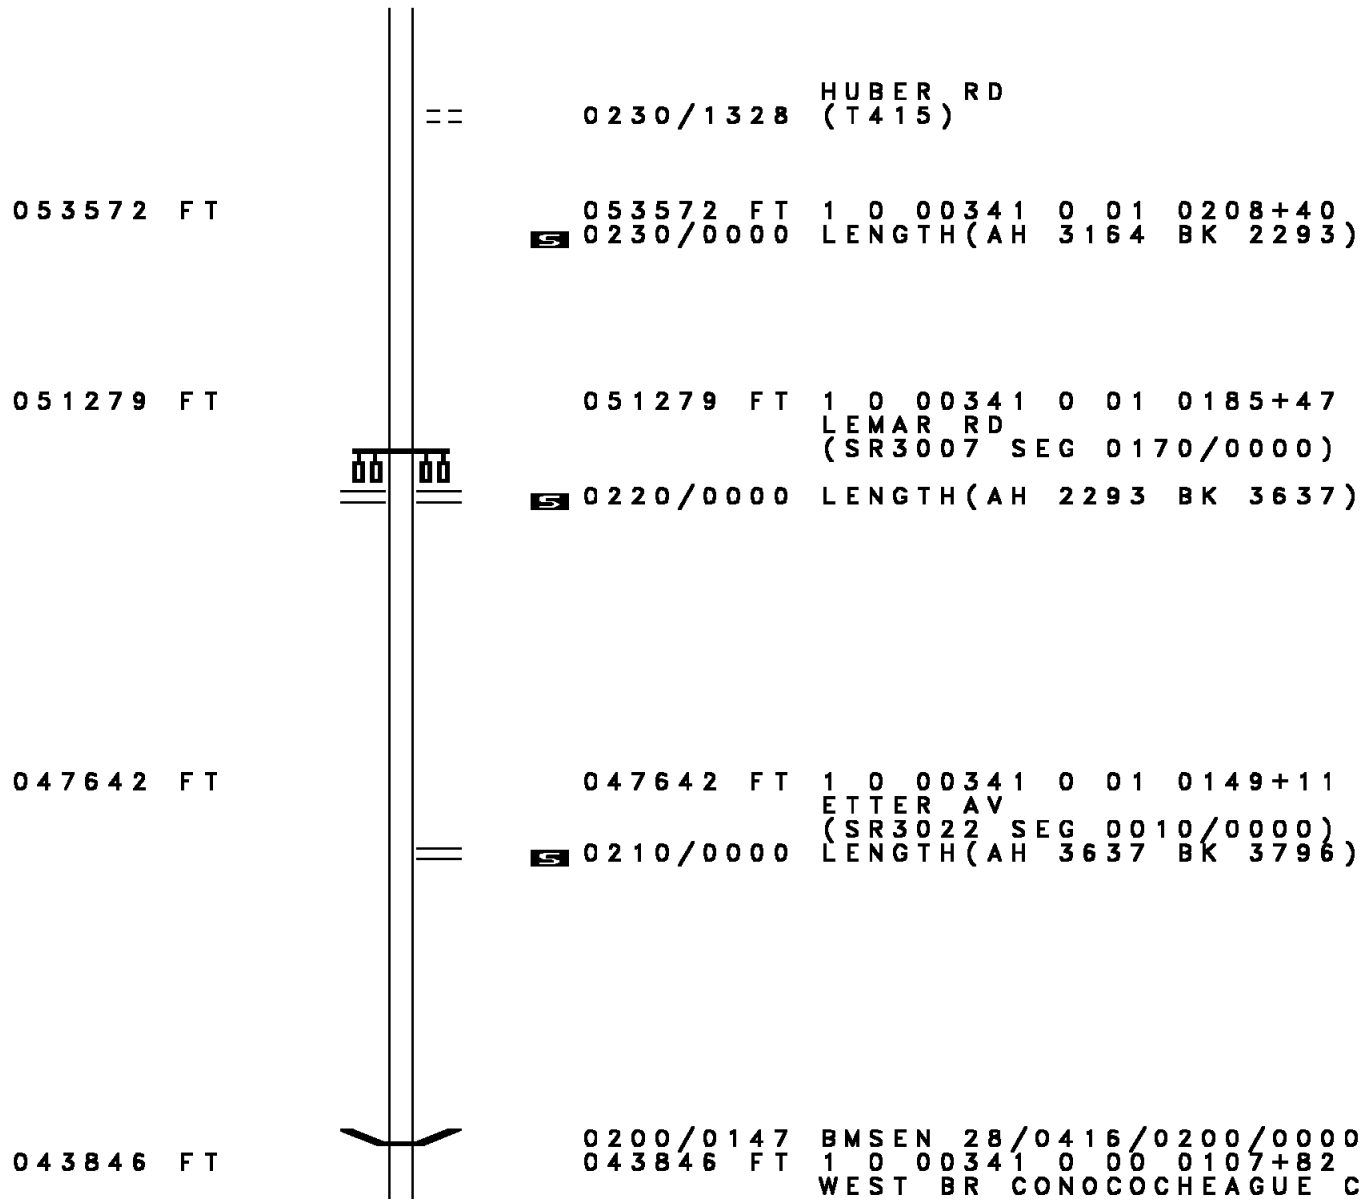 HUBER RD
0230/1328 (T415)
053572 FT 053572 FT 1 0 00341 0 01 0208+40
S 0230/0000 LENGTH(AH 3164 BK 2293)
051279 FT 051279 FT 1 0 00341 0 01 0185+47
LEMAR RD
(SR3007 SEG 0170/0000)
S 0220/0000 LENGTH(AH 2293 BK 3637)
047642 FT 047642 FT 1 0 00341 0 01 0149+11
ETTER AV
(SR3022 SEG 0010/0000)
S 0210/0000 LENGTH(AH 3637 BK 3796)
0200/0147 BMSEN 28/0416/0200/0000
043846 FT 043846 FT 1 0 00341 0 00 0107+82
WEST BR CONOCOCHEAGUE C